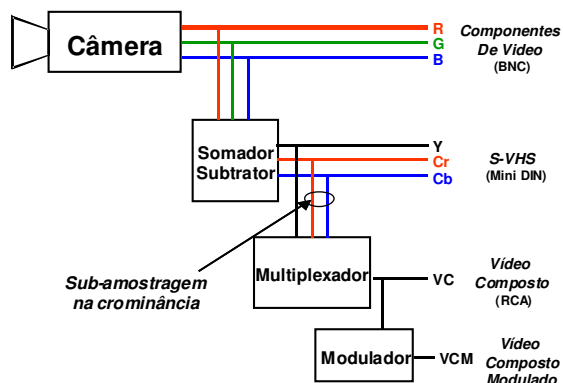 Câmera
R
G
B
Componentes
De Video
(BNC)
Somador
Subtrator
Y
Cr
Cb
S-VHS
(Mini DIN)
Sub-amostragem
na crominância
Multiplexador
VC
Vídeo
Composto
(RCA)
Modulador
VCM
Vídeo
Composto
Modulado